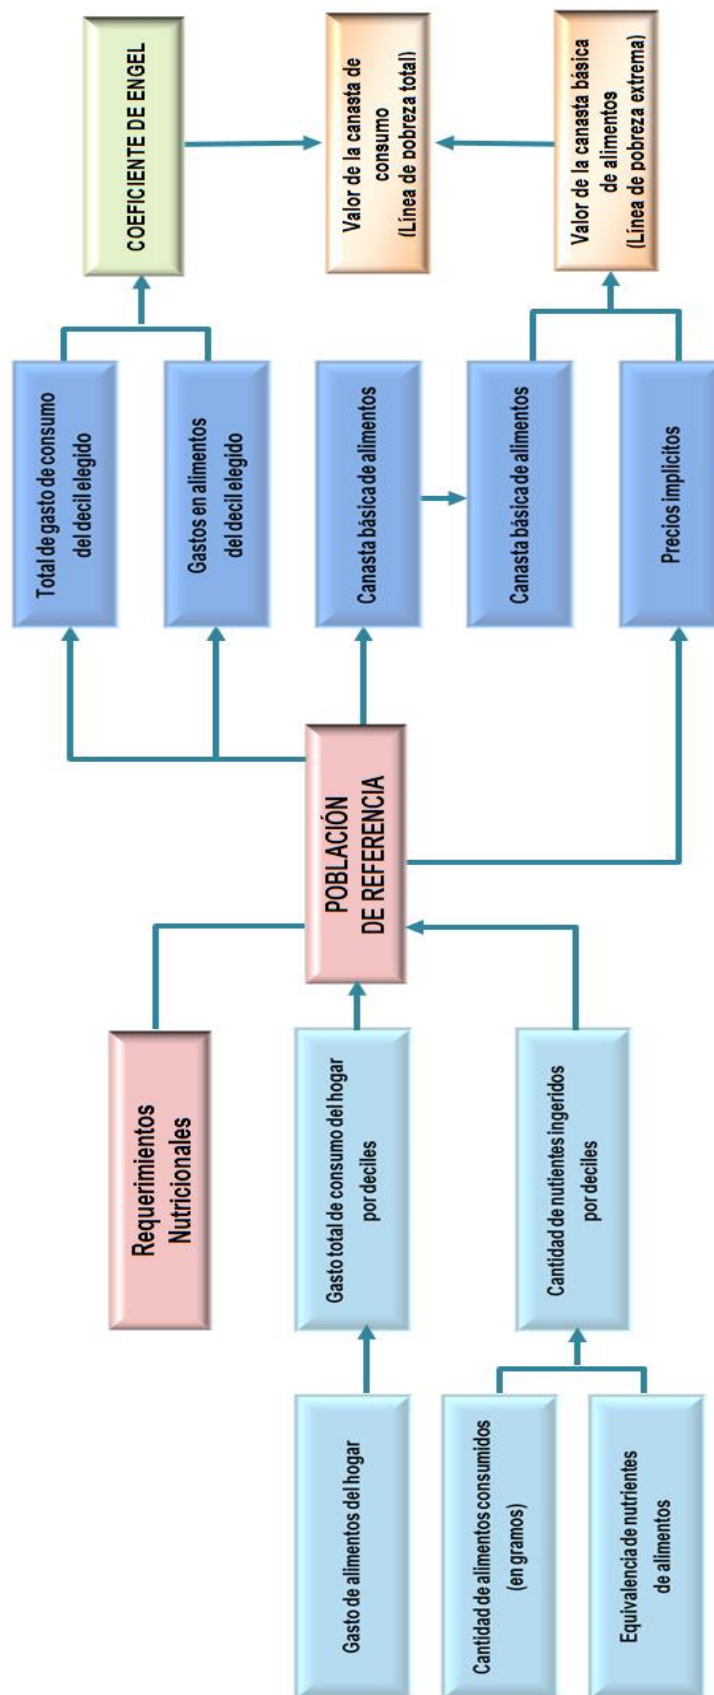 Requerimientos
Nutricionales
Gasto de alimentos del hogar
Gasto total de consumo del hogar
por deciles
Cantidad de alimentos consumidos
(en gramos)
Equivalencia de nutrientes
de alimentos
Cantidad de nutientes ingeridos
por deciles
POBLACIÓN
DE REFERENCIA
Total de gasto de consumo
del decil elegido
Gastos en alimentos
del decil elegido
Canasta básica de alimentos
Canasta básica de alimentos
Precios implicitos
COEFICIENTE DE ENGEL
Valor de la canasta de
consumo
(Línea de pobreza total)
Valor de la canasta básica
de alimentos
(Línea de pobreza extrema)